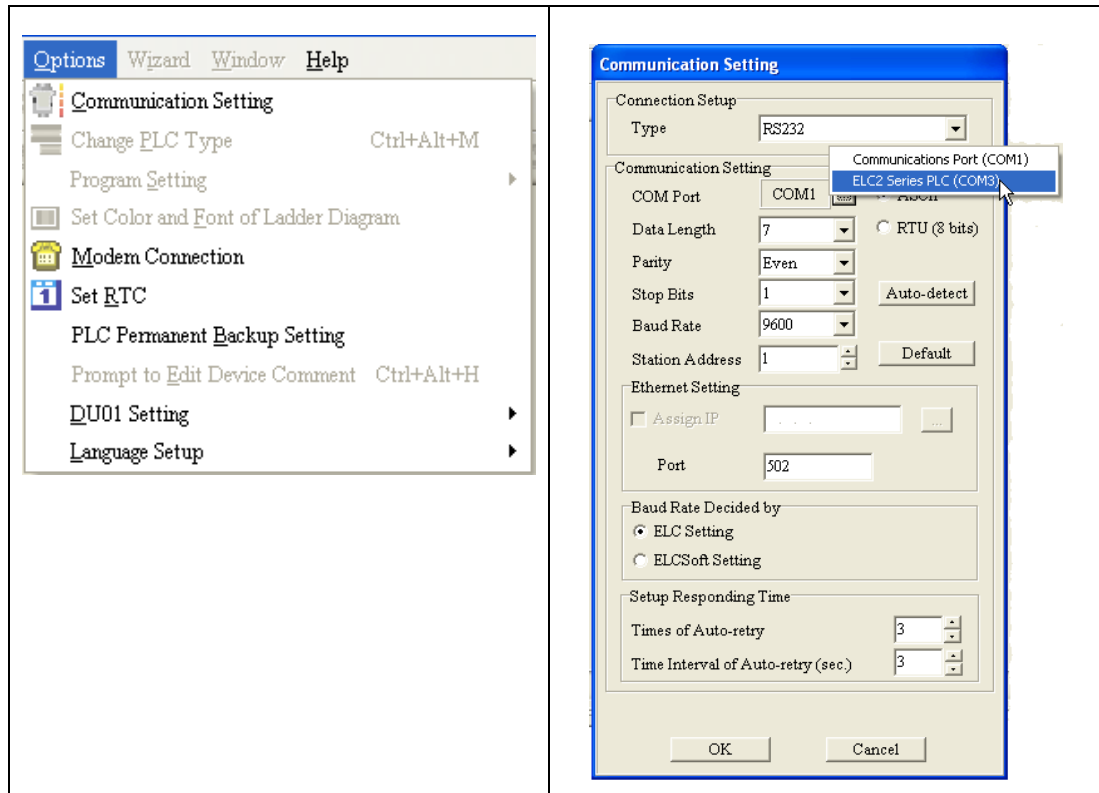 Options Wizard Window Help
Communication Setting
Change PLC Type Ctrl+Alt+M
Program Setting
Set Color and Font of Ladder Diagram
Modem Connection
1 Set RTC
PLC Permanent Backup Setting
Prompt to Edit Device Comment Ctrl+Alt+H
DU01 Setting
Language Setup
Communication Setting
Connection Setup
Type RS232
Communications Port (COM1)
Communication Setting
ELC2 Series PLC (COM3)
COM Port COM1
Data Length 7 RTU (8 bits)
Parity Even
Stop Bits 1 Auto-detect
Baud Rate 9600
Station Address 1 Default
Ethernet Setting
Assign IP . . . ...
Port 502
Baud Rate Decided by
ELC Setting
ELCSoft Setting
Setup Responding Time
Times of Auto-retry 3
Time Interval of Auto-retry (sec.) 3
OK Cancel